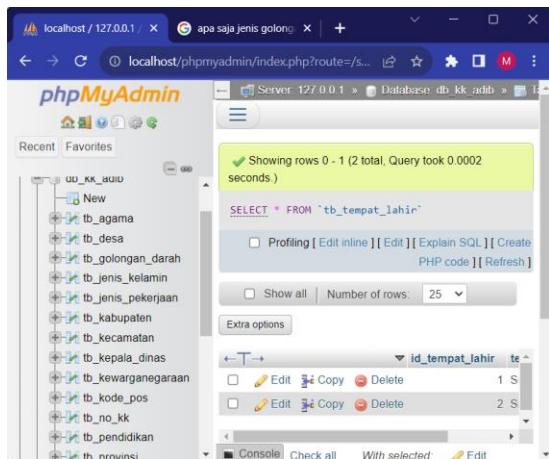 localhost / 127.0.0.1 /
apa saja jenis golong
localhost/phpmyadmin/index.php?route=/s...
M
phpMyAdmin
Recent Favorites
db_kk_adib
New
tb_agama
tb_desa
tb_golongan_darah
tb_jenis_kelamin
tb_jenis_pekerjaan
tb_kabupaten
tb_kecamatan
tb_kepala_dinas
tb_kewarganegaraan
tb_kode_pos
tb_no_kk
tb_pendidikan
tb_provinsi
Server: 127.0.0.1 » Database: db_kk_adib »
Showing rows 0 - 1 (2 total, Query took 0.0002
seconds.)
SELECT * FROM `tb_tempat_lahir`
Profiling [ Edit inline ] [ Edit ] [ Explain SQL ] [ Create
PHP code ] [ Refresh ]
Show all Number of rows: 25
Extra options
id_tempat_lahir te
Edit Copy Delete 1 S
Edit Copy Delete 2 S
Console Check all With selected: Edit